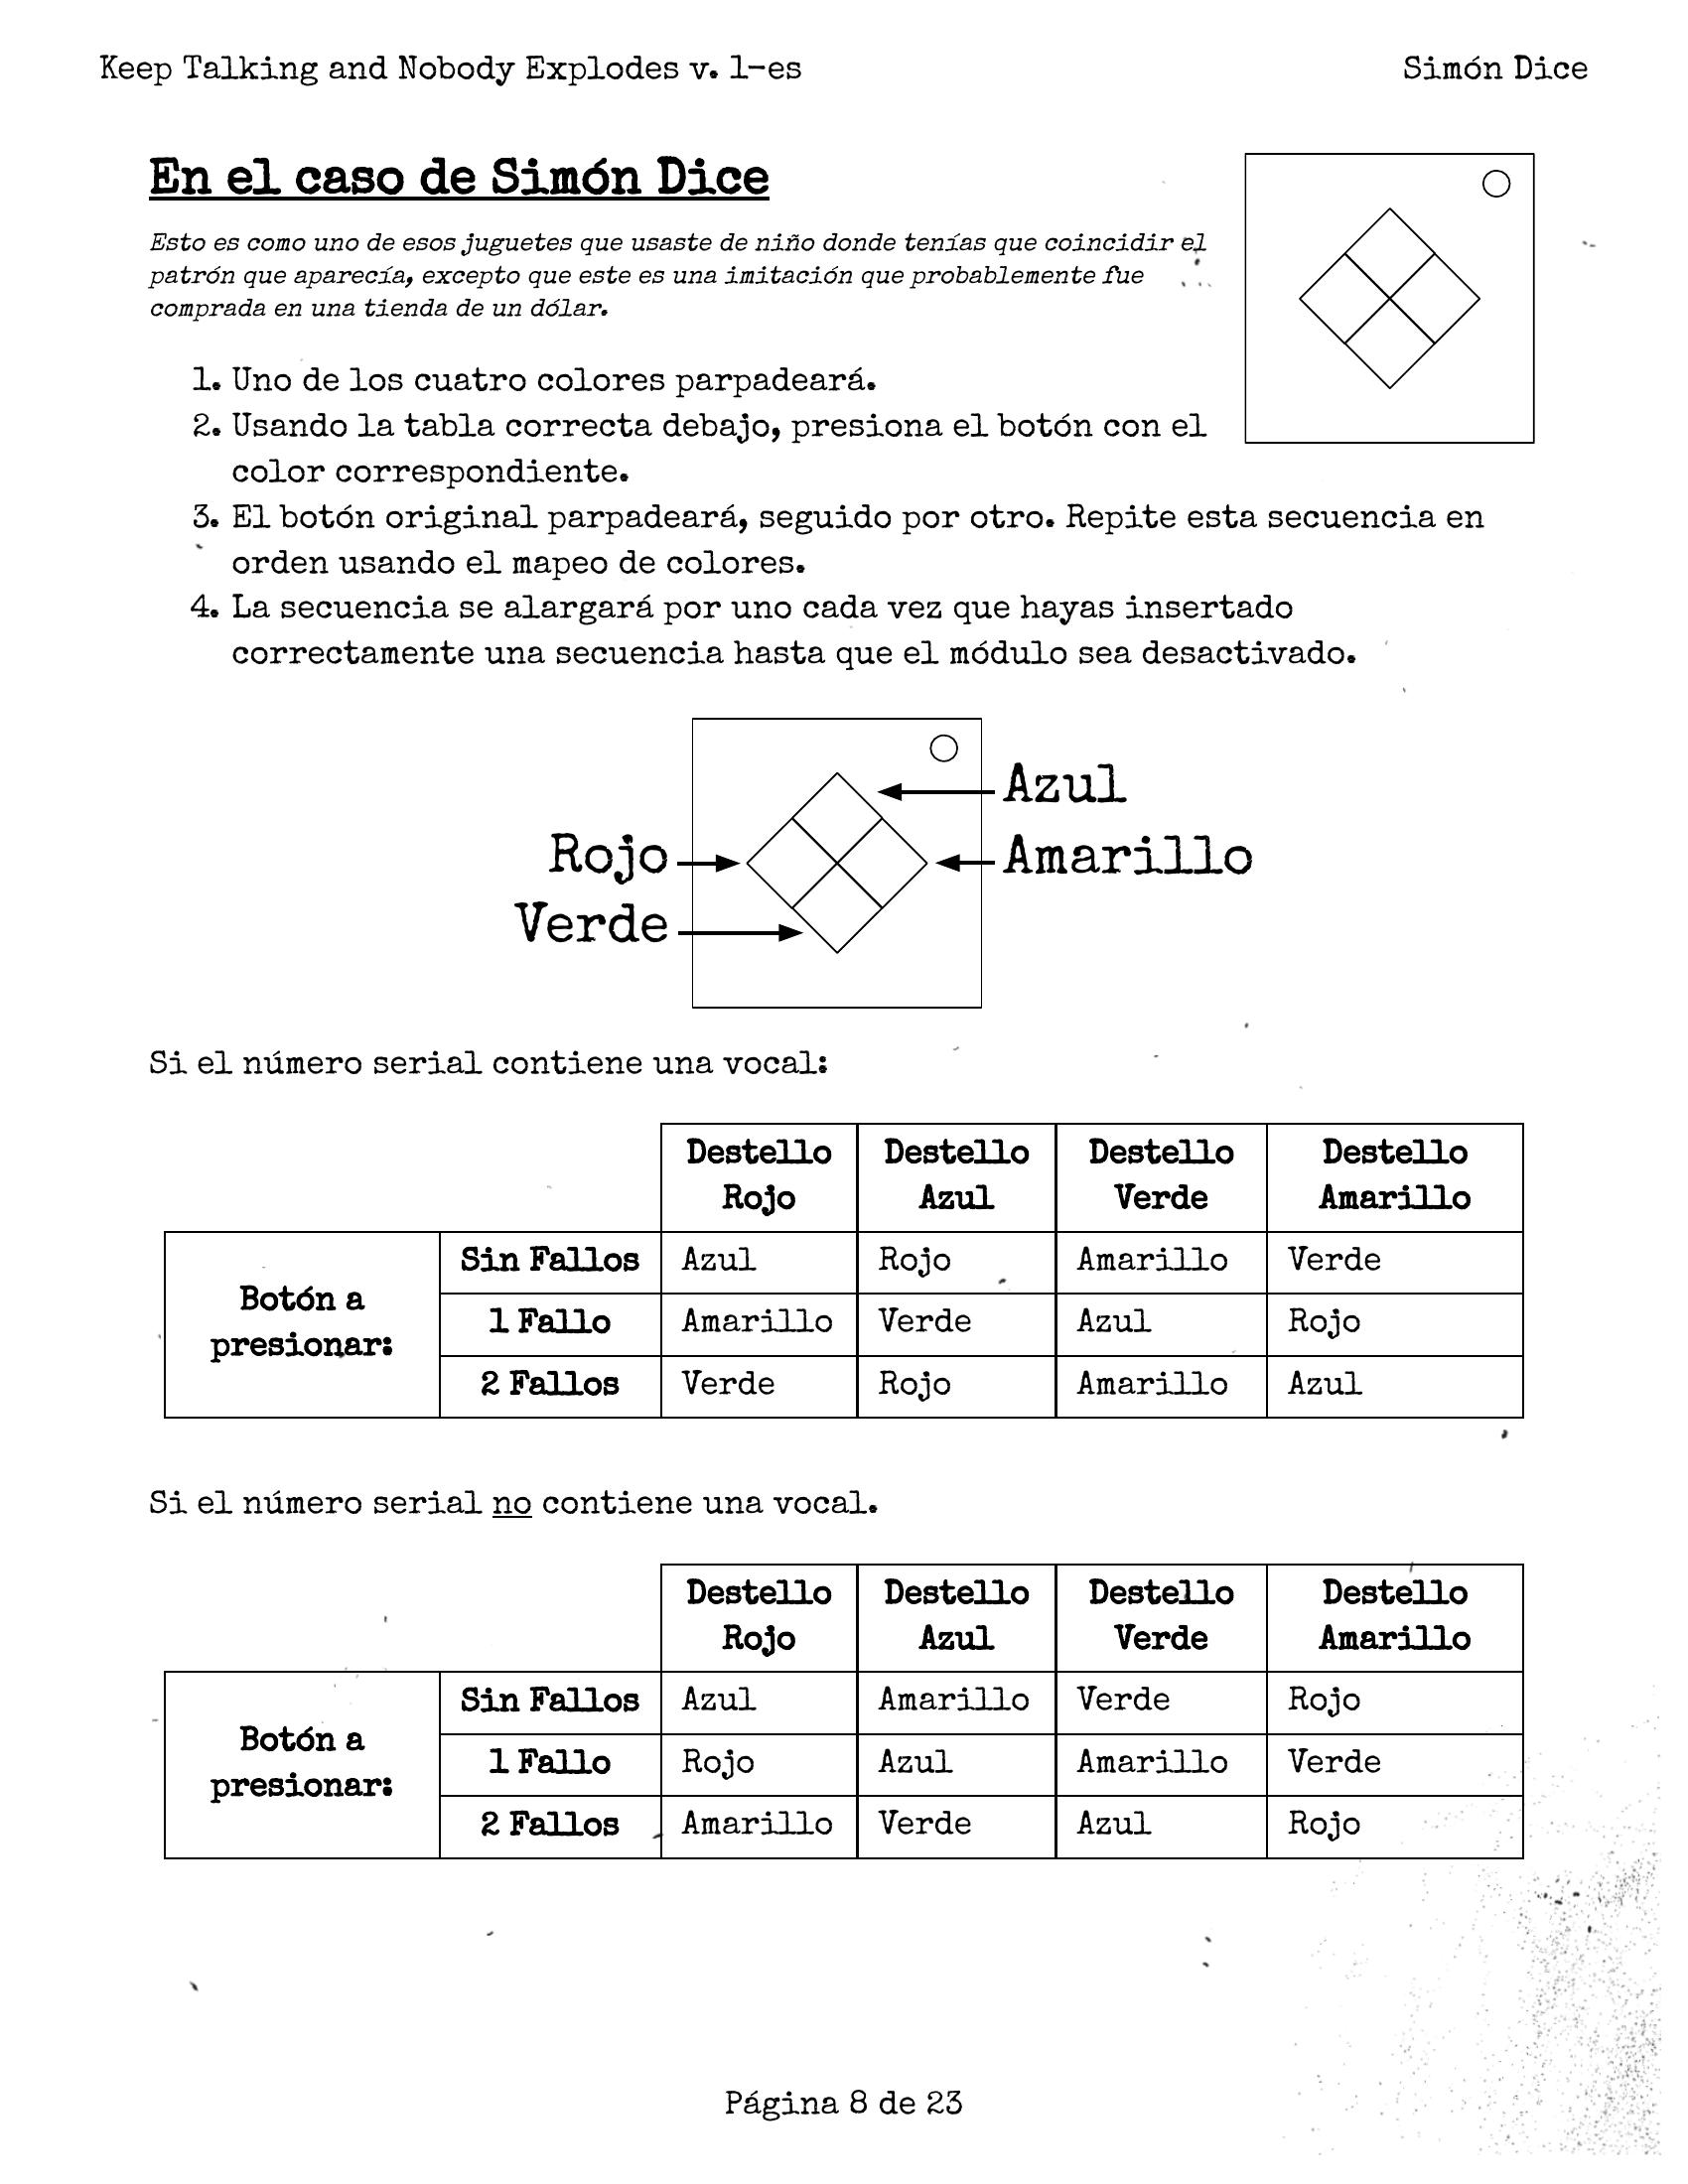 Keep Talking and Nobody Explodes v. 1-es
Simón Dice
En el caso de Simón Dice
Esto es como uno de esos juguetes que usaste de niño donde tenías que coincidir el
patrón que aparecía, excepto que este es una imitación que probablemente fue
comprada en una tienda de un dólar.
1. Uno de los cuatro colores parpadeará.
2. Usando la tabla correcta debajo, presiona el botón con el
color correspondiente.
3. El botón original parpadeará, seguido por otro. Repite esta secuencia en
orden usando el mapeo de colores.
4. La secuencia se alargará por uno cada vez que hayas insertado
correctamente una secuencia hasta que el módulo sea desactivado.
Azul
Rojo
Amarillo
Verde
Si el número serial contiene una vocal:
Destello Destello Destello Destello
Rojo Azul Verde Amarillo
Botón a
presionar:
Sin Fallos Azul Rojo Amarillo Verde
1 Fallo Amarillo Verde Azul Rojo
2 Fallos Verde Rojo Amarillo Azul
Si el número serial no contiene una vocal.
Destello Destello Destello Destello
Rojo Azul Verde Amarillo
Botón a
presionar:
Sin Fallos Azul Amarillo Verde Rojo
1 Fallo Rojo Azul Amarillo Verde
2 Fallos Amarillo Verde Azul Rojo
Página 8 de 23